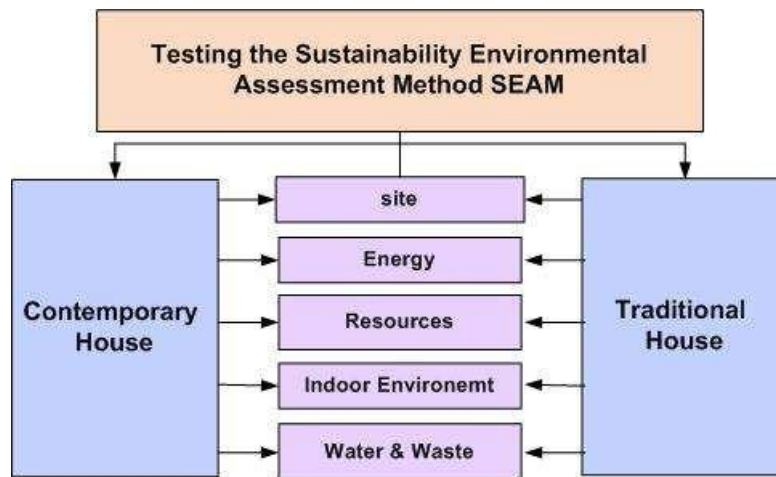 Testing the Sustainability Environmental
Assessment Method SEAM
site
Energy
Contemporary
House
Resources
Traditional
House
Indoor Environemt
Water & Waste